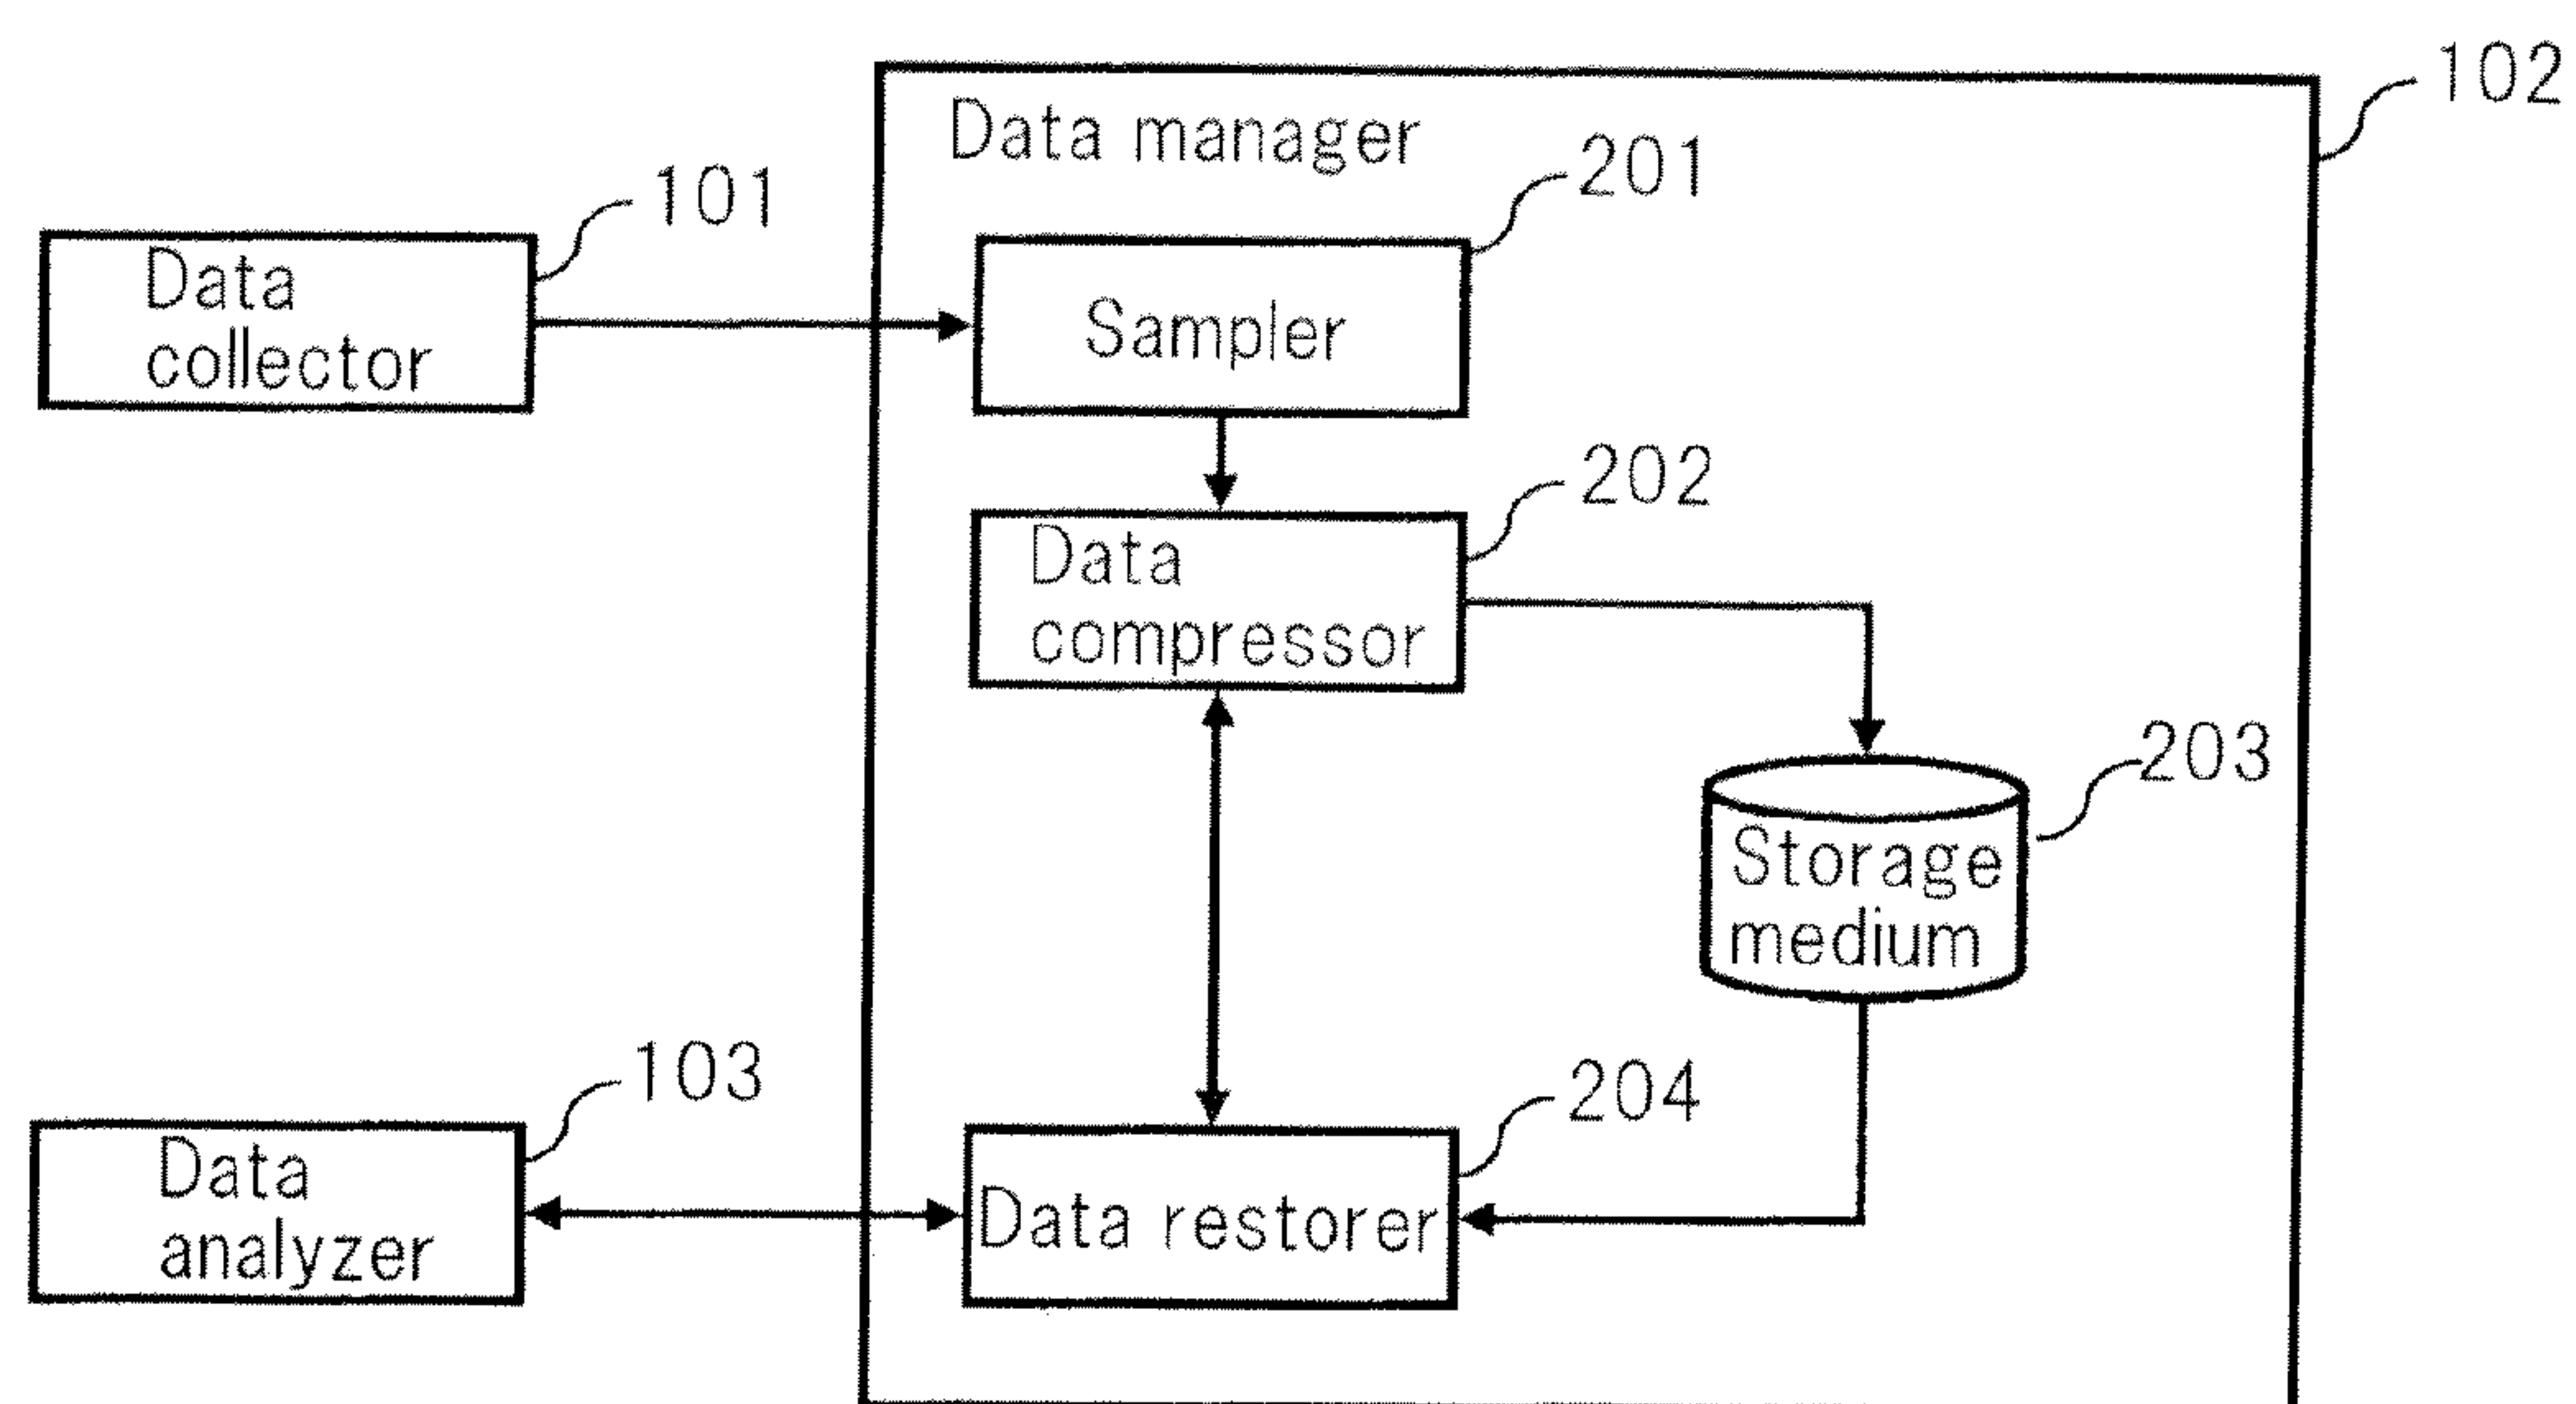 102
Data manager
201
101
Data
collector
Sampler
202
Data
compressor
203
Storage
medium
103
204
Data
analyzer
Data restorer